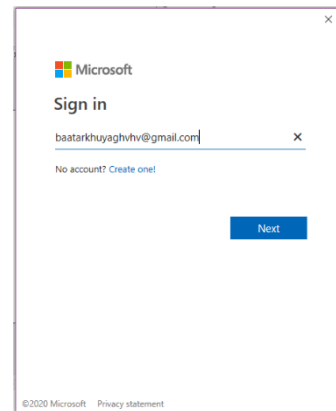 Microsoft
Sign in
baatarkhuyaghvhv@gmail.com
No account? Create one!
Next
©2020 Microsoft Privacy statement